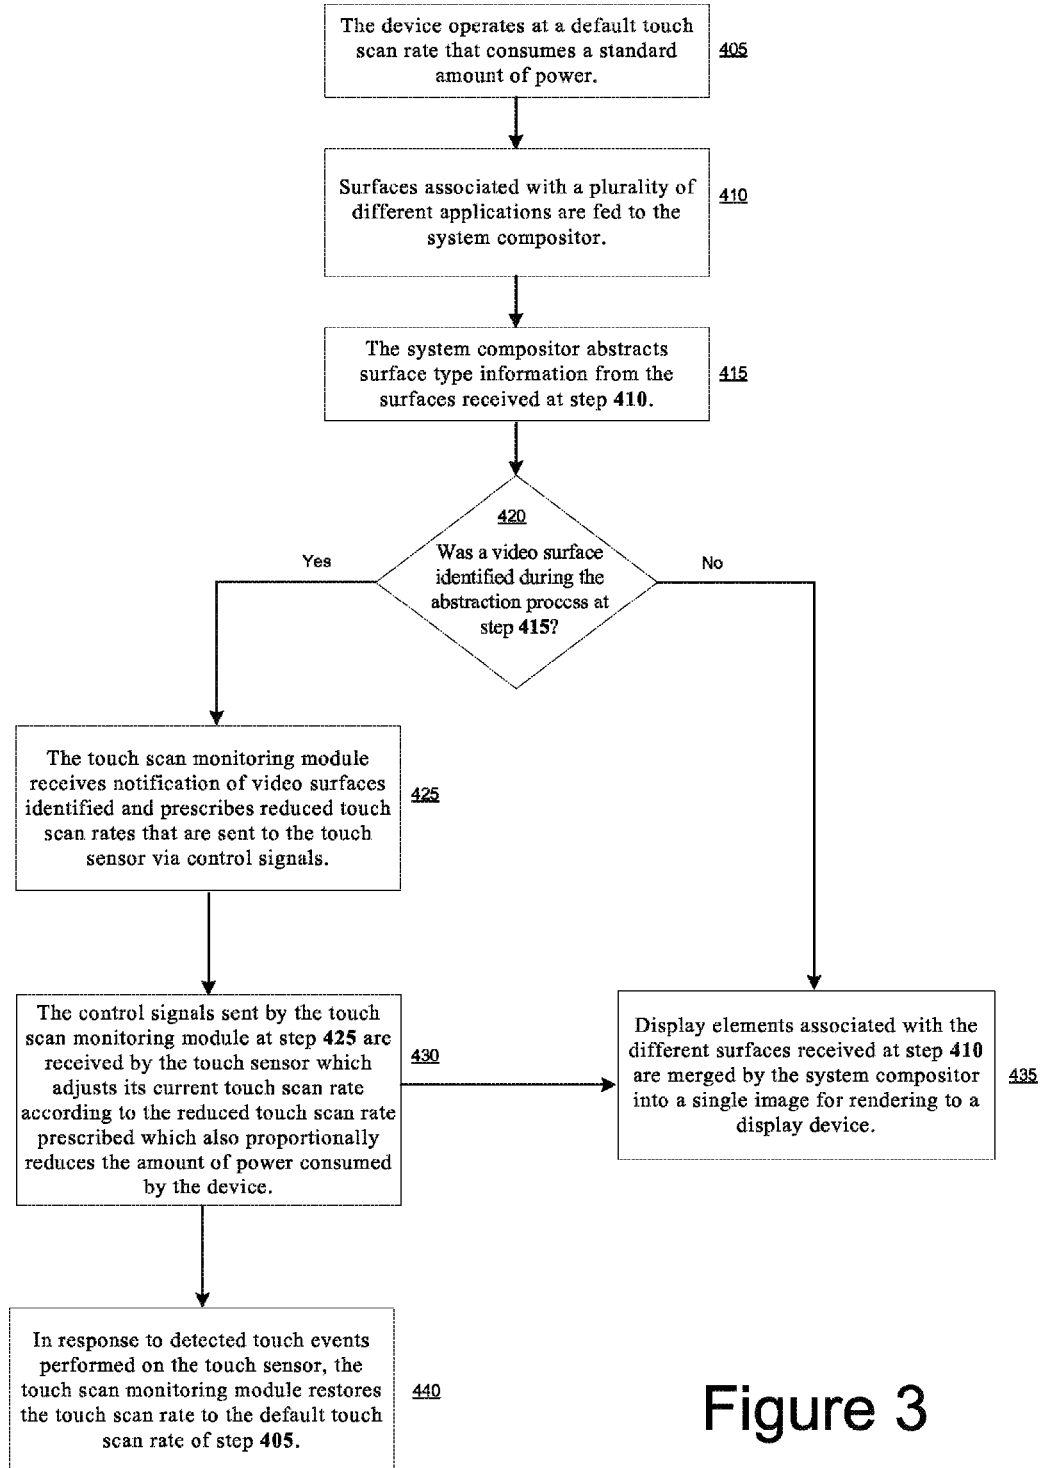 The device operates at a default touch
scan rate that consumes a standard
amount of power.
405
Surfaces associated with a plurality of
different applications are fed to the
system compositor.
410
The system compositor abstracts
surface type information from the
surfaces received at step 410.
415
420
Was a video surface
identified during the
abstraction process at
step 415?
Yes
No
The touch scan monitoring module
receives notification of video surfaces
identified and prescribes reduced touch
scan rates that are sent to the touch
sensor via control signals.
425
The control signals sent by the touch
scan monitoring module at step 425 are
received by the touch sensor which
adjusts its current touch scan rate
according to the reduced touch scan rate
prescribed which also proportionally
reduces the amount of power consumed
by the device.
430
Display elements associated with the
different surfaces received at step 410
are merged by the system compositor
into a single image for rendering to a
display device.
435
In response to detected touch events
performed on the touch sensor, the
touch scan monitoring module restores
the touch scan rate to the default touch
scan rate of step 405.
440
Figure 3